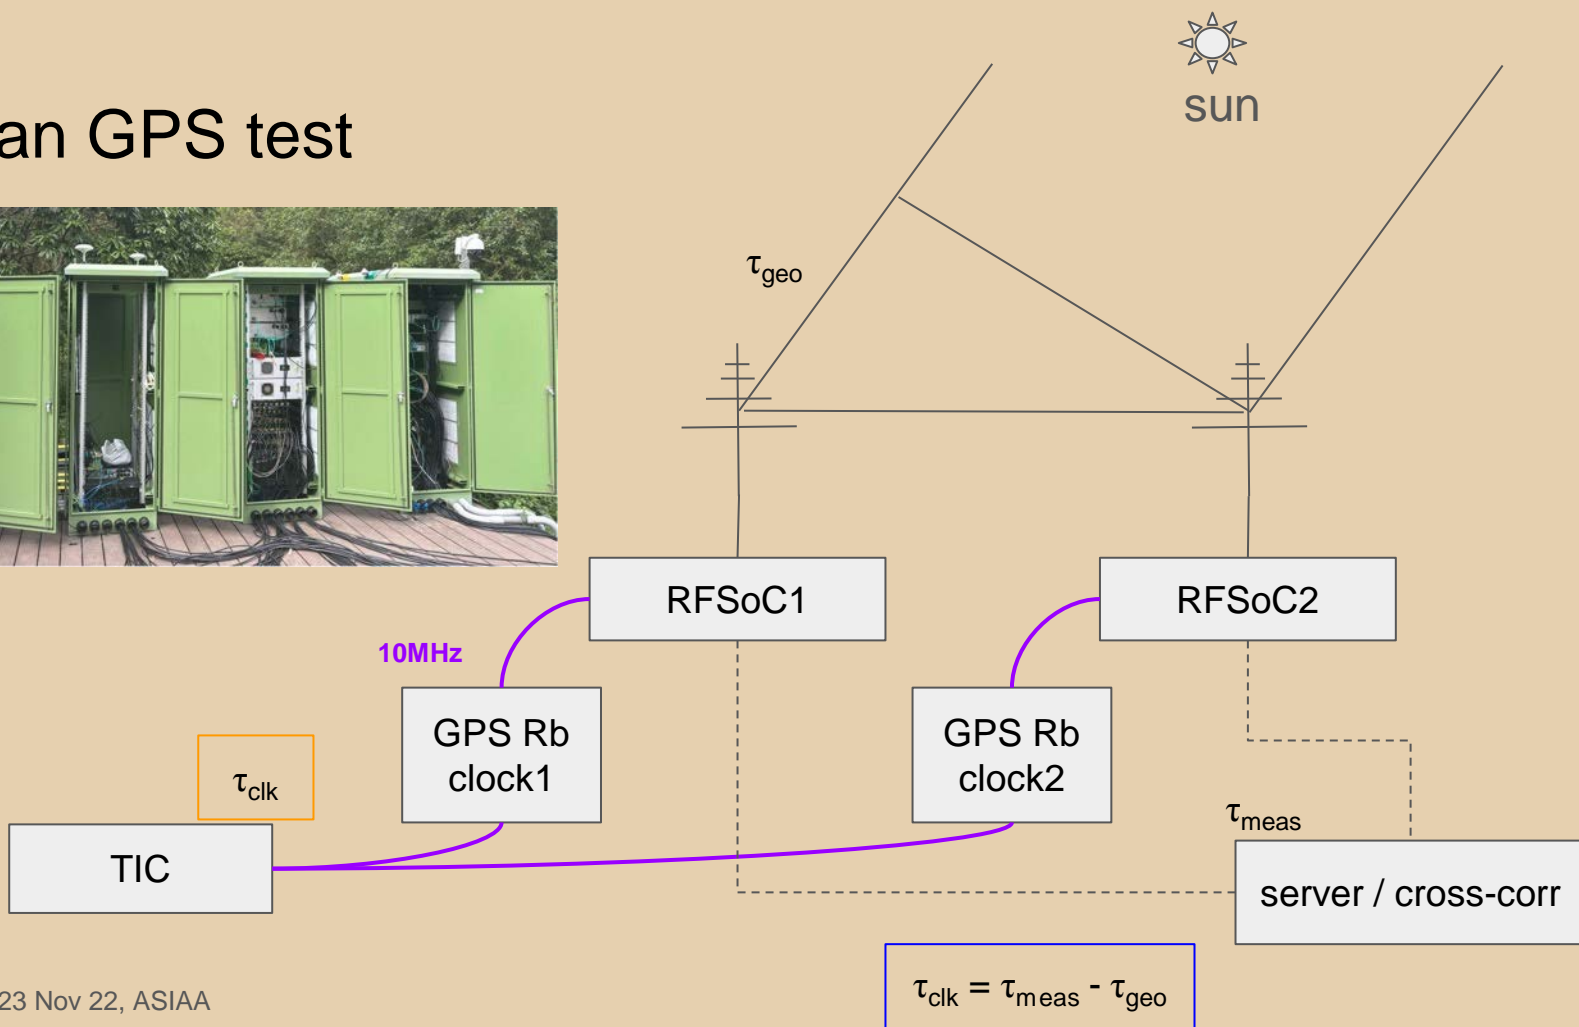 an GPS test
sun
τgeo
RFSoC1
RFSoC2
10MHz
GPS Rb
clock1
GPS Rb
clock2
τclk
τmeas
TIC
server / cross-corr
τclk = τmeas - τgeo
23 Nov 22, ASIAA